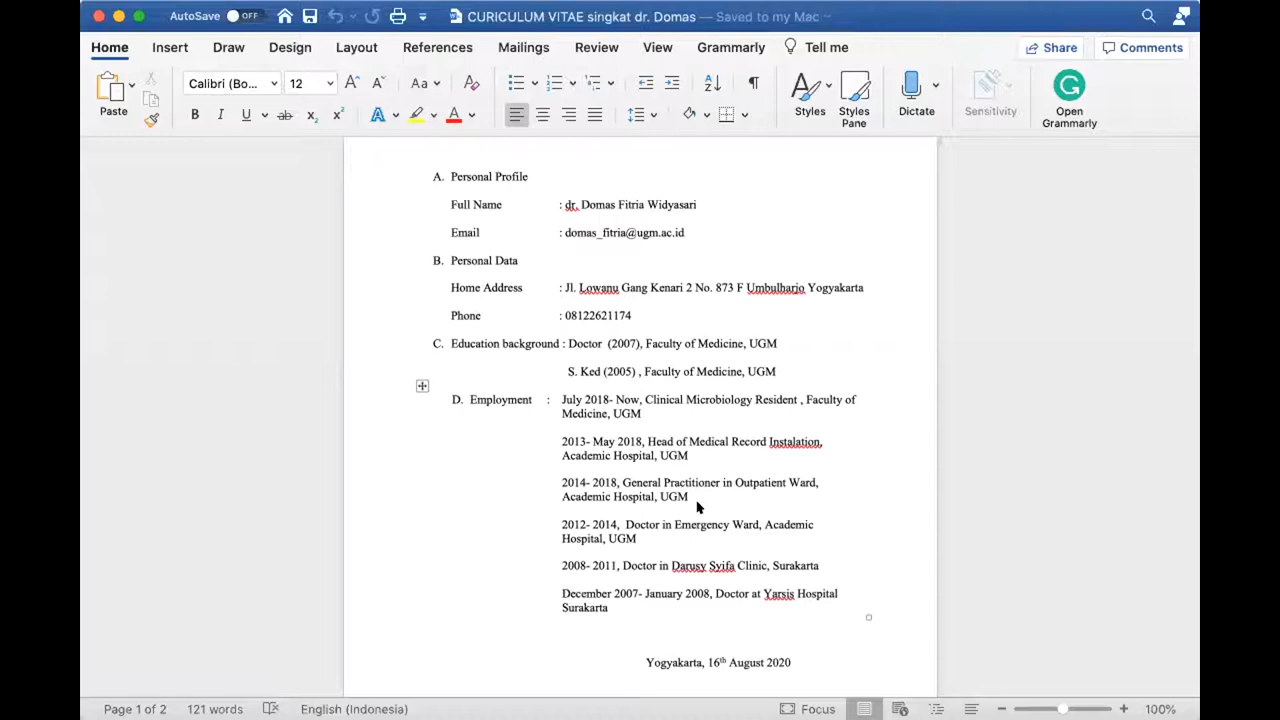 AutoSave OFF CURICULUM VITAE singkat dr. Domas — Saved to my Mac
Home Insert Draw Design Layout References Mailings Review View Grammarly Tell me Share Comments
Paste Calibri (Bo... 12 Aa Styles Styles Pane Dictate Sensitivity Open Grammarly
A. Personal Profile
Full Name : dr. Domas Fitria Widyasari
Email : domas_fitria@ugm.ac.id
B. Personal Data
Home Address : Jl. Lowanu Gang Kenari 2 No. 873 F Umbulharjo Yogyakarta
Phone : 08122621174
C. Education background : Doctor (2007), Faculty of Medicine, UGM
S. Ked (2005) , Faculty of Medicine, UGM
D. Employment : July 2018- Now, Clinical Microbiology Resident , Faculty of
Medicine, UGM
2013- May 2018, Head of Medical Record Instalation,
Academic Hospital, UGM
2014- 2018, General Practitioner in Outpatient Ward,
Academic Hospital, UGM
2012- 2014, Doctor in Emergency Ward, Academic
Hospital, UGM
2008- 2011, Doctor in Darusy Syifa Clinic, Surakarta
December 2007- January 2008, Doctor at Yarsis Hospital
Surakarta
Yogyakarta, 16th August 2020
Page 1 of 2 121 words English (Indonesia) Focus 100%